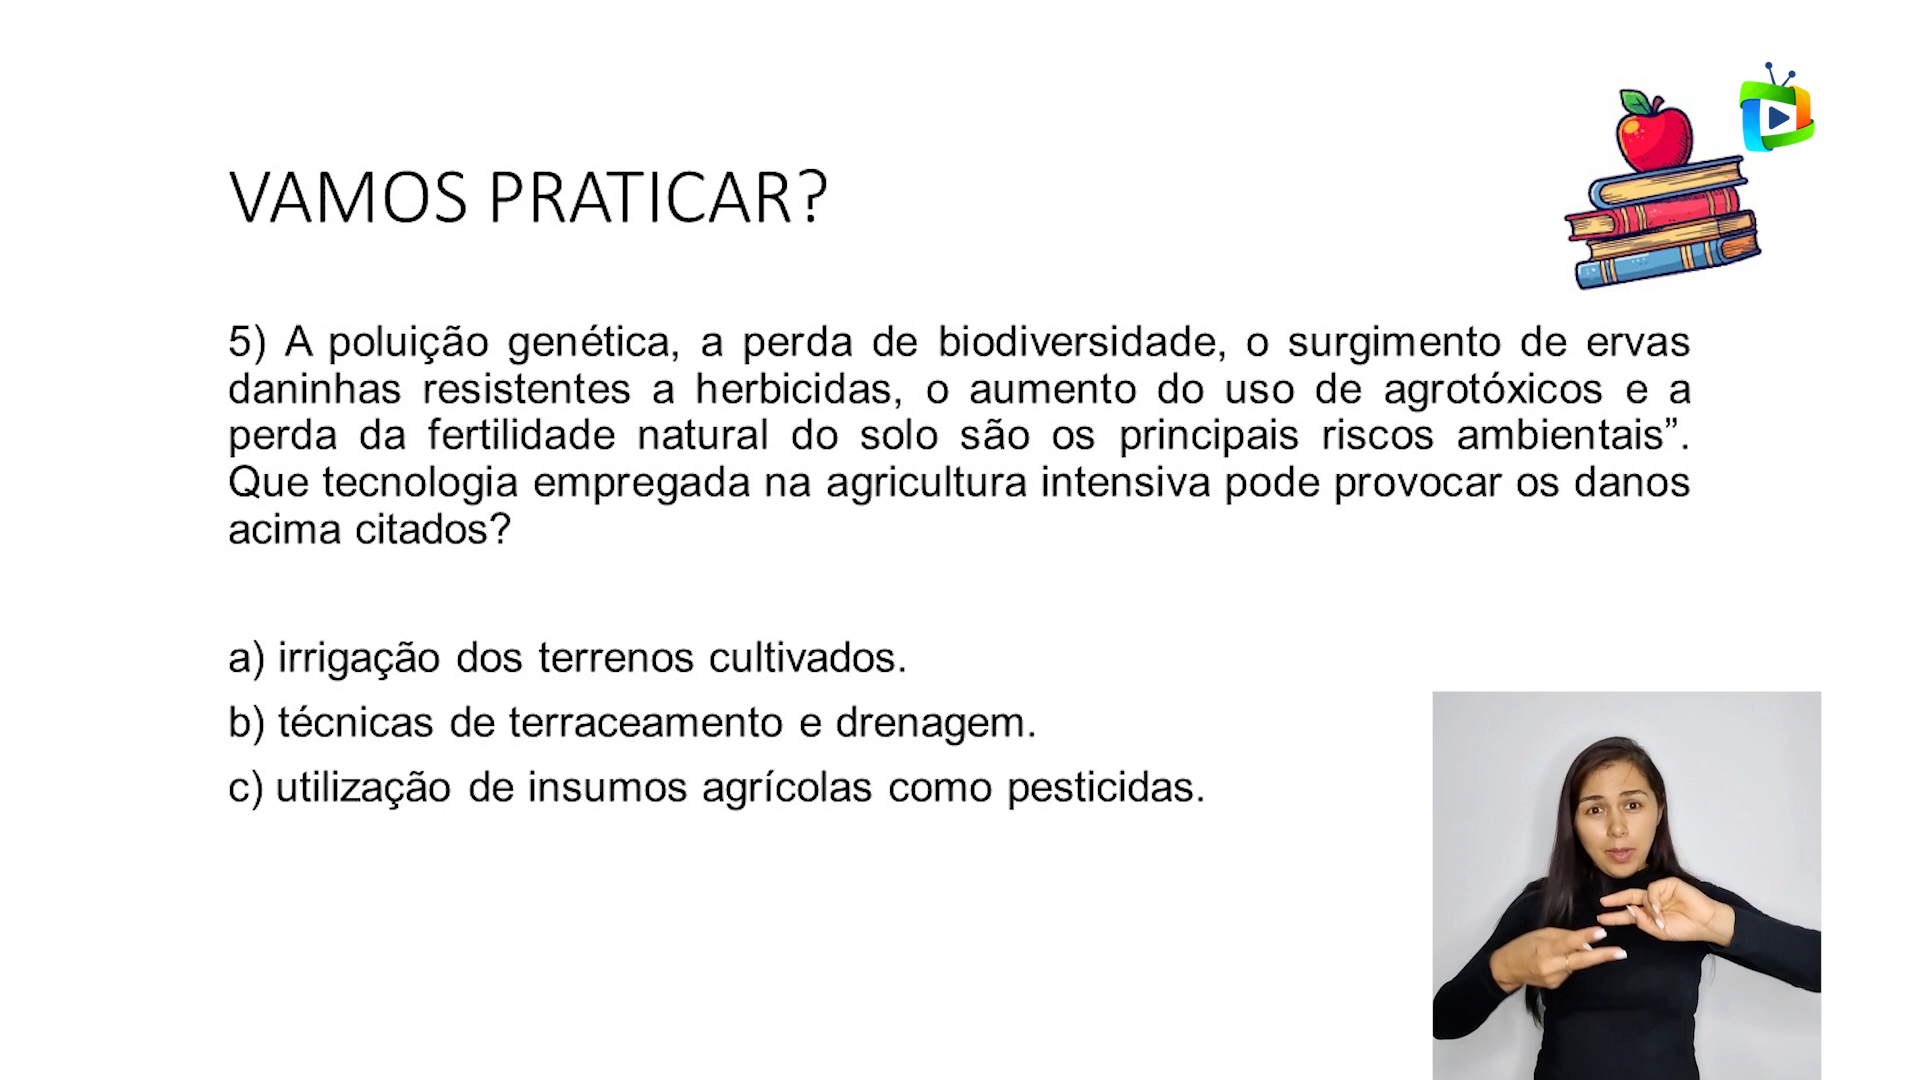 VAMOS PRATICAR?
5) A poluição genética, a perda de biodiversidade, o surgimento de ervas
daninhas resistentes a herbicidas, o aumento do uso de agrotóxicos e a
perda da fertilidade natural do solo são os principais riscos ambientais”.
Que tecnologia empregada na agricultura intensiva pode provocar os danos
acima citados?
a) irrigação dos terrenos cultivados.
b) técnicas de terraceamento e drenagem.
c) utilização de insumos agrícolas como pesticidas.